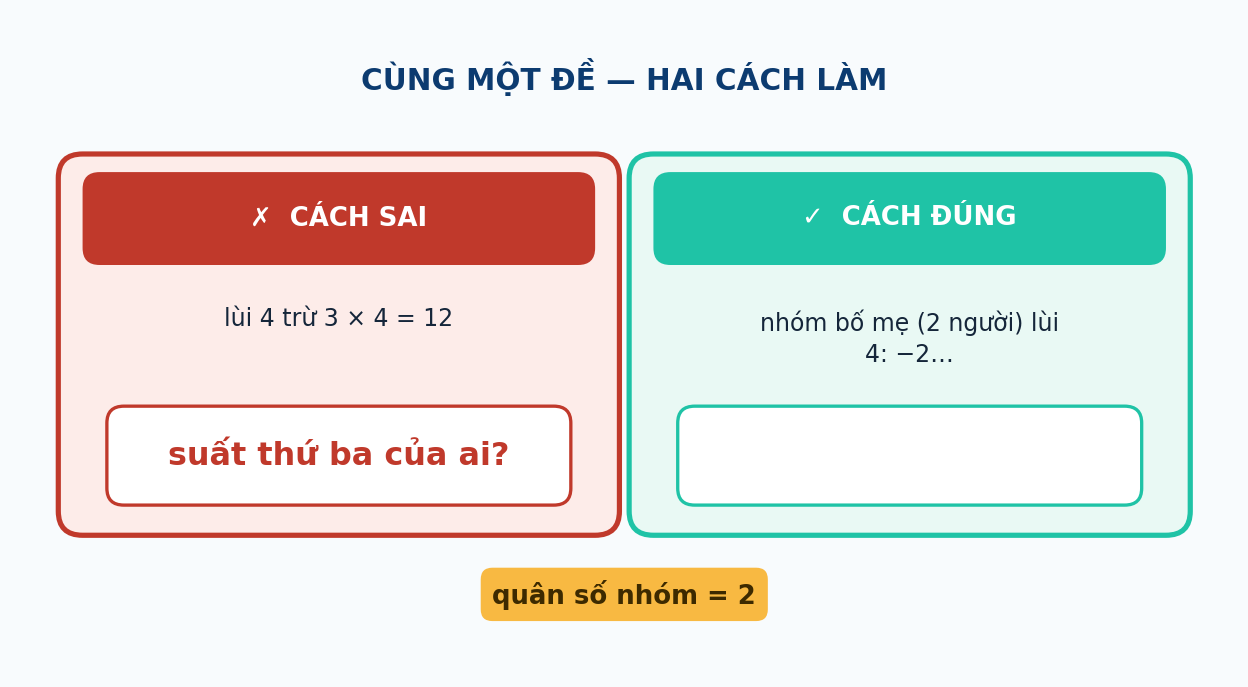 CÙNG MỘT ĐỀ — HAI CÁCH LÀM
✗ CÁCH SAI
lùi 4 trừ 3 × 4 = 12
suất thứ ba của ai?
✓ CÁCH ĐÚNG
nhóm bố mẹ (2 người) lùi
4: −2…
quân số nhóm = 2